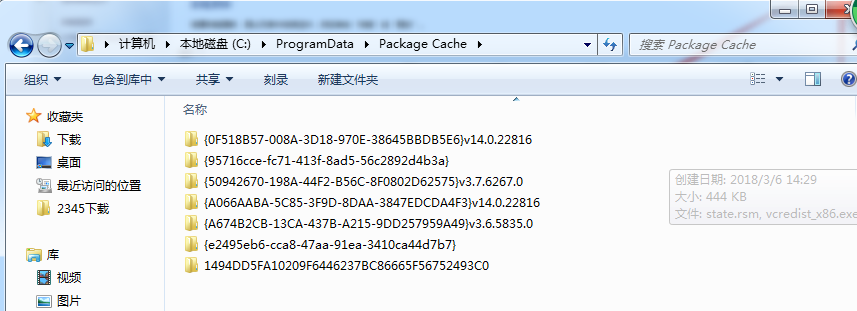 计算机 ▸ 本地磁盘 (C:) ▸ ProgramData ▸ Package Cache ▸
搜索 Package Cache
组织 包含到库中 共享 刻录 新建文件夹
名称
收藏夹
下载
桌面
最近访问的位置
2345下载
库
视频
图片
{0F518B57-008A-3D18-970E-38645BBDB5E6}v14.0.22816
{95716cce-fc71-413f-8ad5-56c2892d4b3a}
{50942670-198A-44F2-B56C-8F0802D62575}v3.7.6267.0
{A066AABA-5C85-3F9D-8DAA-3847EDCDA4F3}v14.0.22816
{A674B2CB-13CA-437B-A215-9DD257959A49}v3.6.5835.0
{e2495eb6-cca8-47aa-91ea-3410ca44d7b7}
1494DD5FA10209F6446237BC86665F56752493C0
创建日期: 2018/3/6 14:29
大小: 444 KB
文件: state.rsm, vcredist_x86.exe